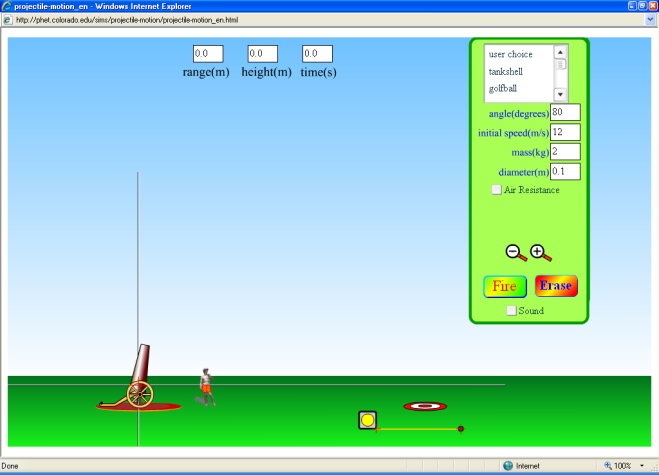 projectile-motion_en - Windows Internet Explorer
http://phet.colorado.edu/sims/projectile-motion/projectile-motion_en.html
0.0 0.0 0.0
range(m) height(m) time(s)
user choice
tankshell
golfball
angle(degrees) 80
initial speed(m/s) 12
mass(kg) 2
diameter(m) 0.1
Air Resistance
Fire Erase
Sound
Done Internet 100%